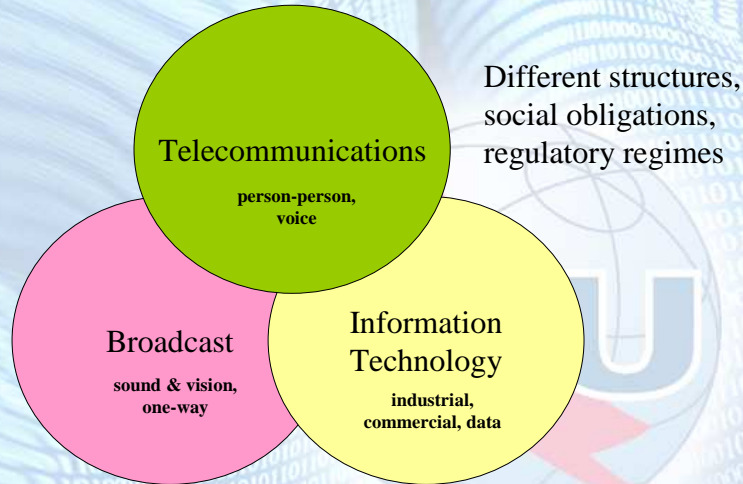 Different structures,
social obligations,
regulatory regimes
Telecommunications
person-person,
voice
Broadcast
sound & vision,
one-way
Information
Technology
industrial,
commercial, data